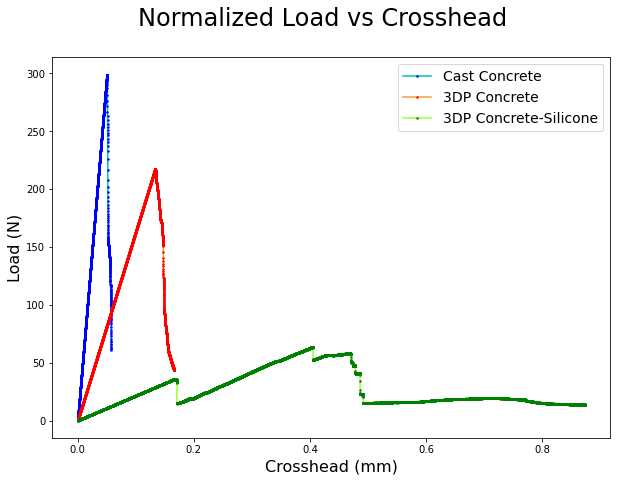 Normalized Load vs Crosshead
Cast Concrete
3DP Concrete
3DP Concrete-Silicone
300
250
200
150
100
50
0
Load (N)
0.0 0.2 0.4 0.6 0.8
Crosshead (mm)